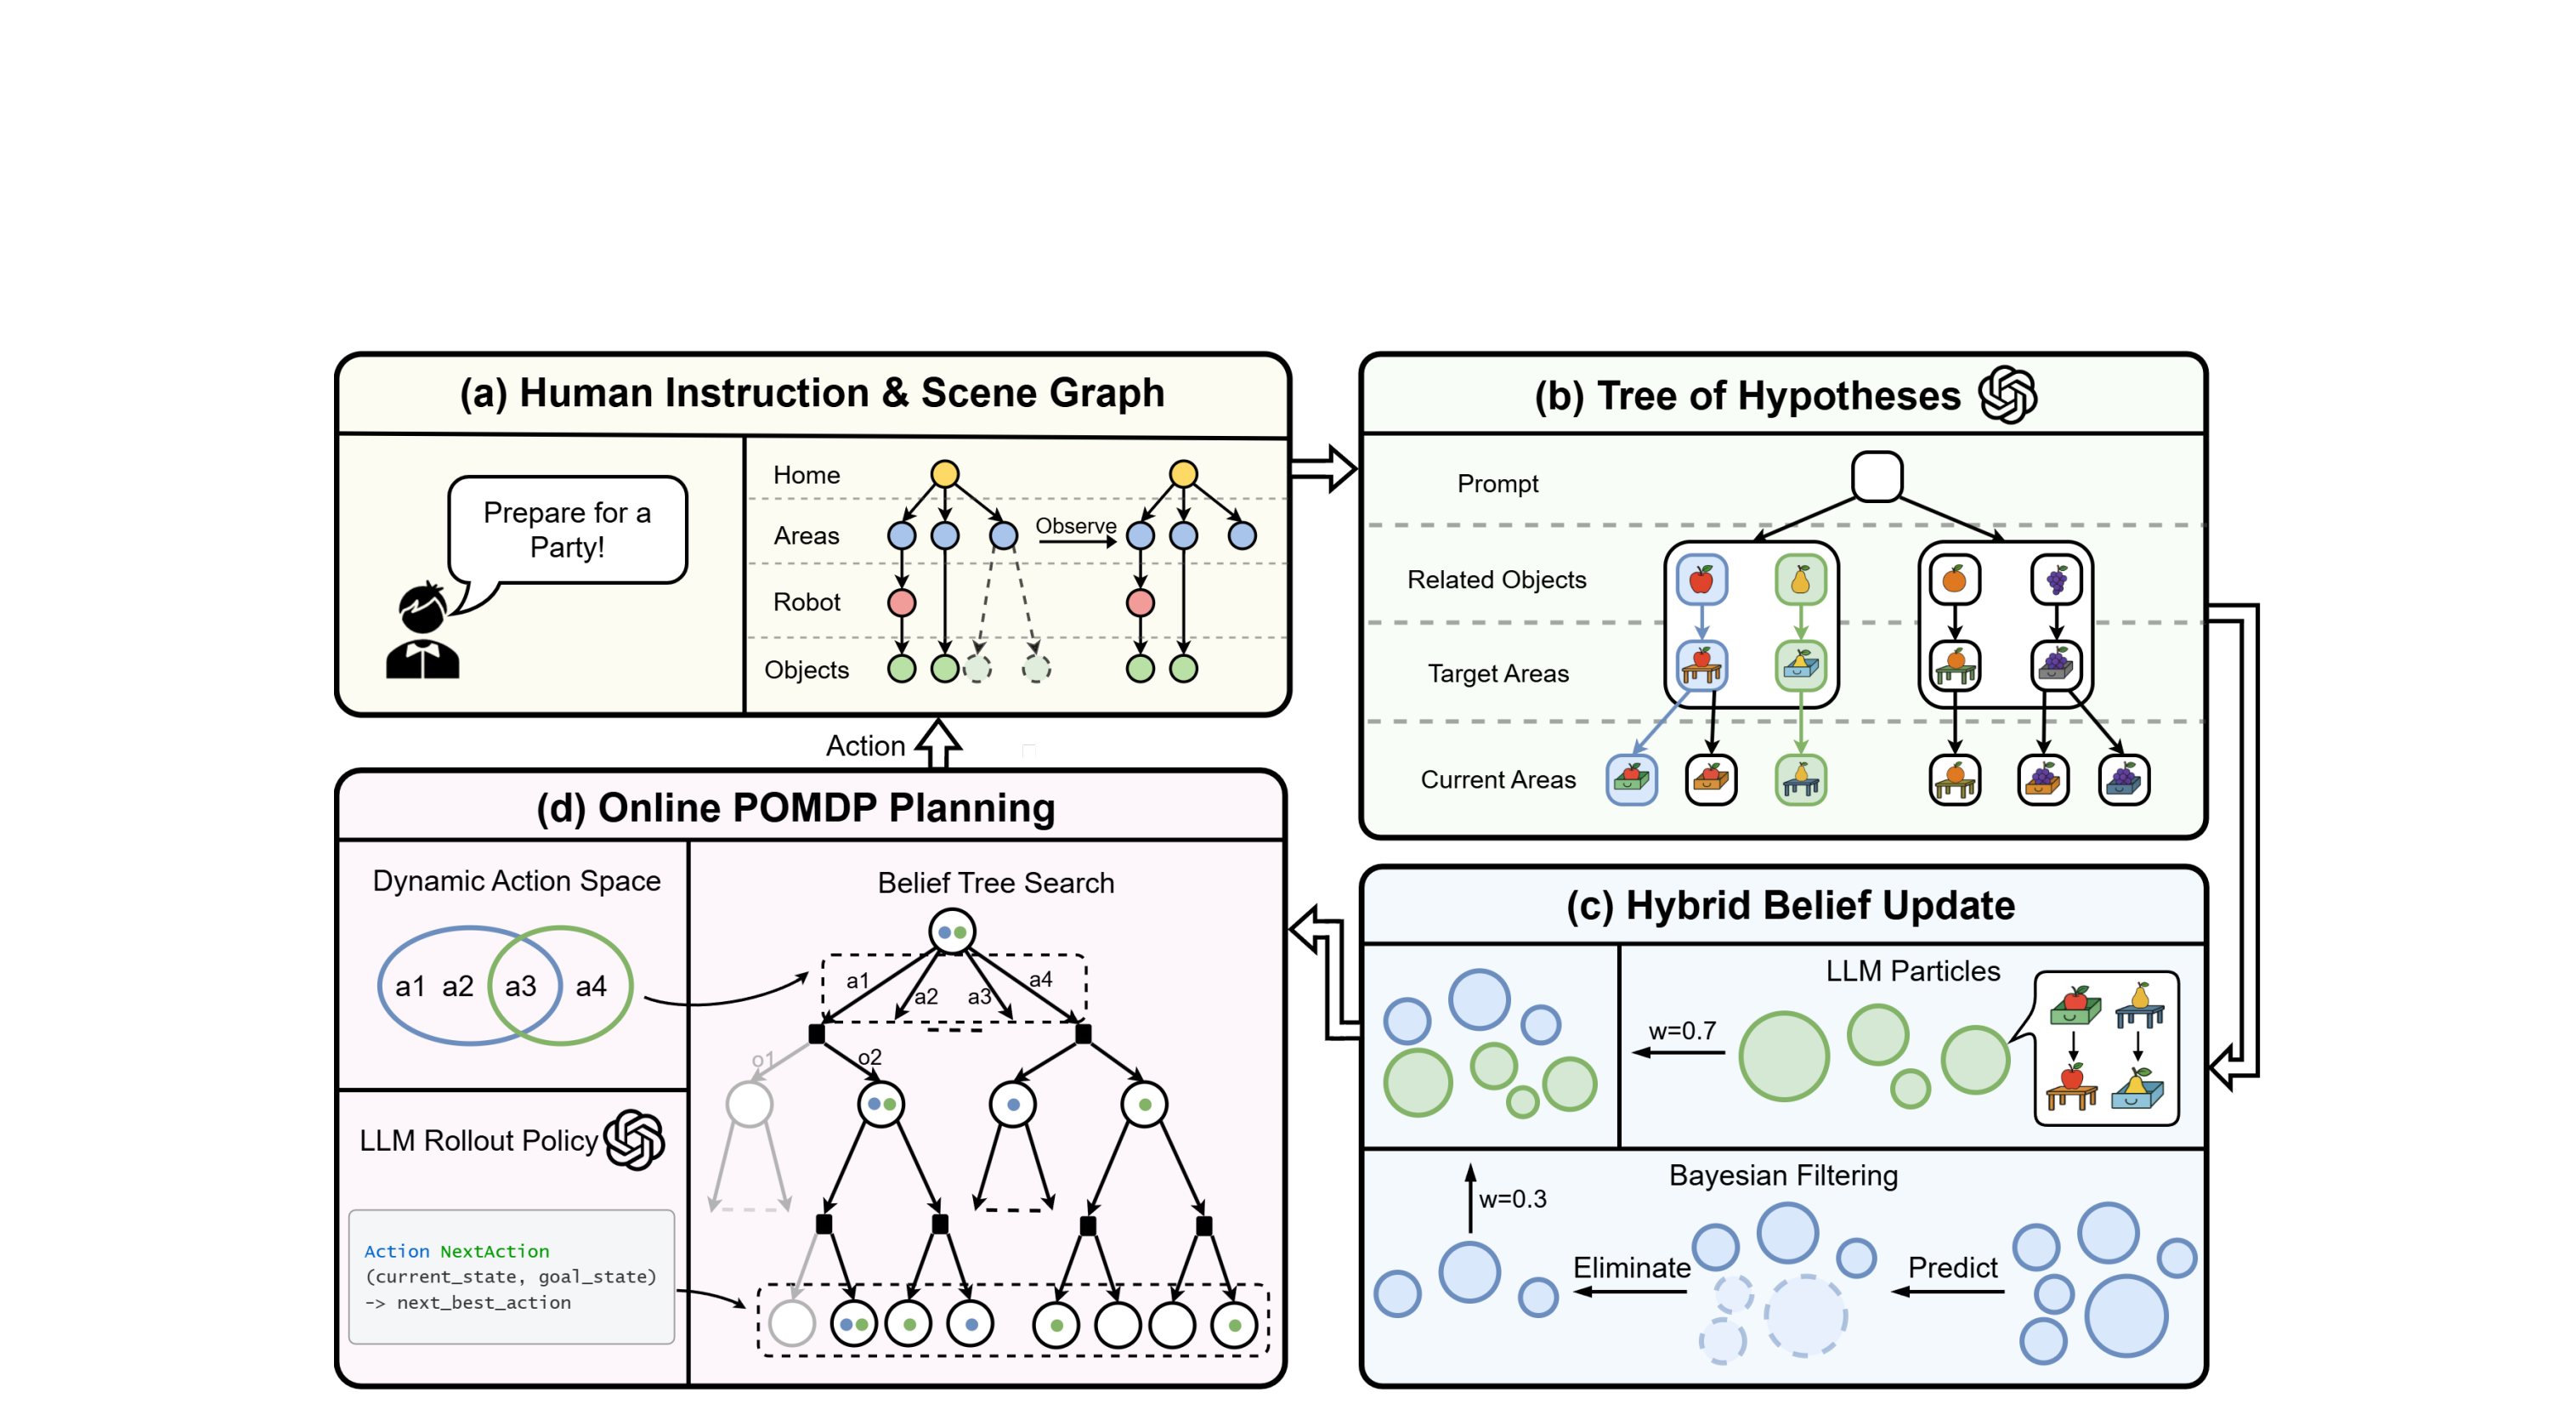 (a) Human Instruction & Scene Graph
Prepare for a
Party!
Home
Areas
Observe
Robot
Objects
(b) Tree of Hypotheses
Prompt
Related Objects
Target Areas
Current Areas
Action
(d) Online POMDP Planning
Dynamic Action Space
a1 a2 a3 a4
LLM Rollout Policy
Action NextAction
(current_state, goal_state)
-> next_best_action
Belief Tree Search
a1 a2 a3 a4
o1 o2
(c) Hybrid Belief Update
LLM Particles
w=0.7
Bayesian Filtering
w=0.3
Eliminate
Predict